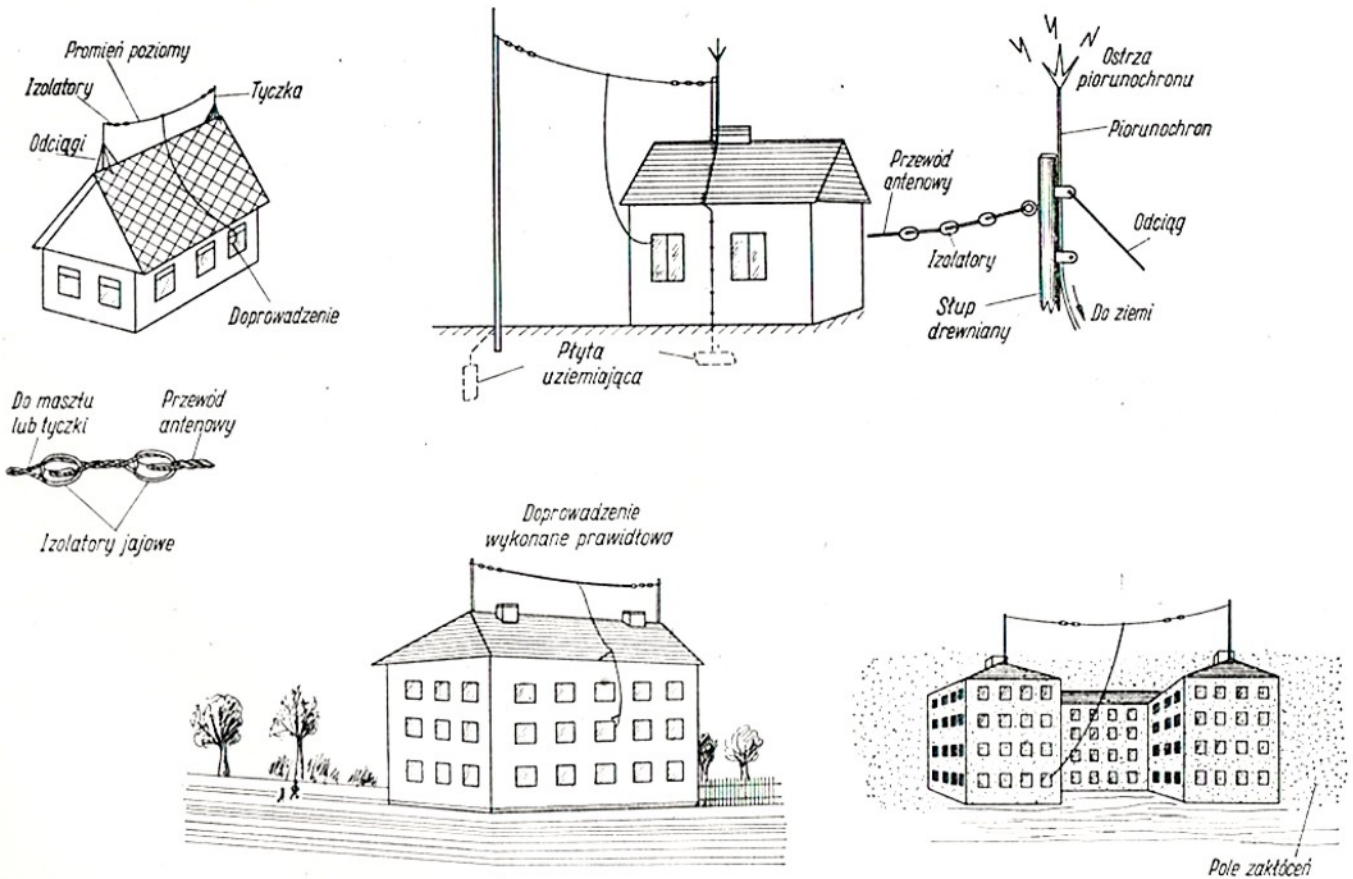 Promień poziomy
Izolatory
Tyczka
Odciągi
Doprowadzenie
Płyta
uziemiająca
Przewód
antenowy
Izolatory
Ostrza
piorunochronu
Piorunochron
Odciąg
Słup
drewniany
Do ziemi
Do masztu
lub tyczki
Przewód
antenowy
Izolatory jajowe
Doprowadzenie
wykonane prawidłowo
Pole zakłóceń